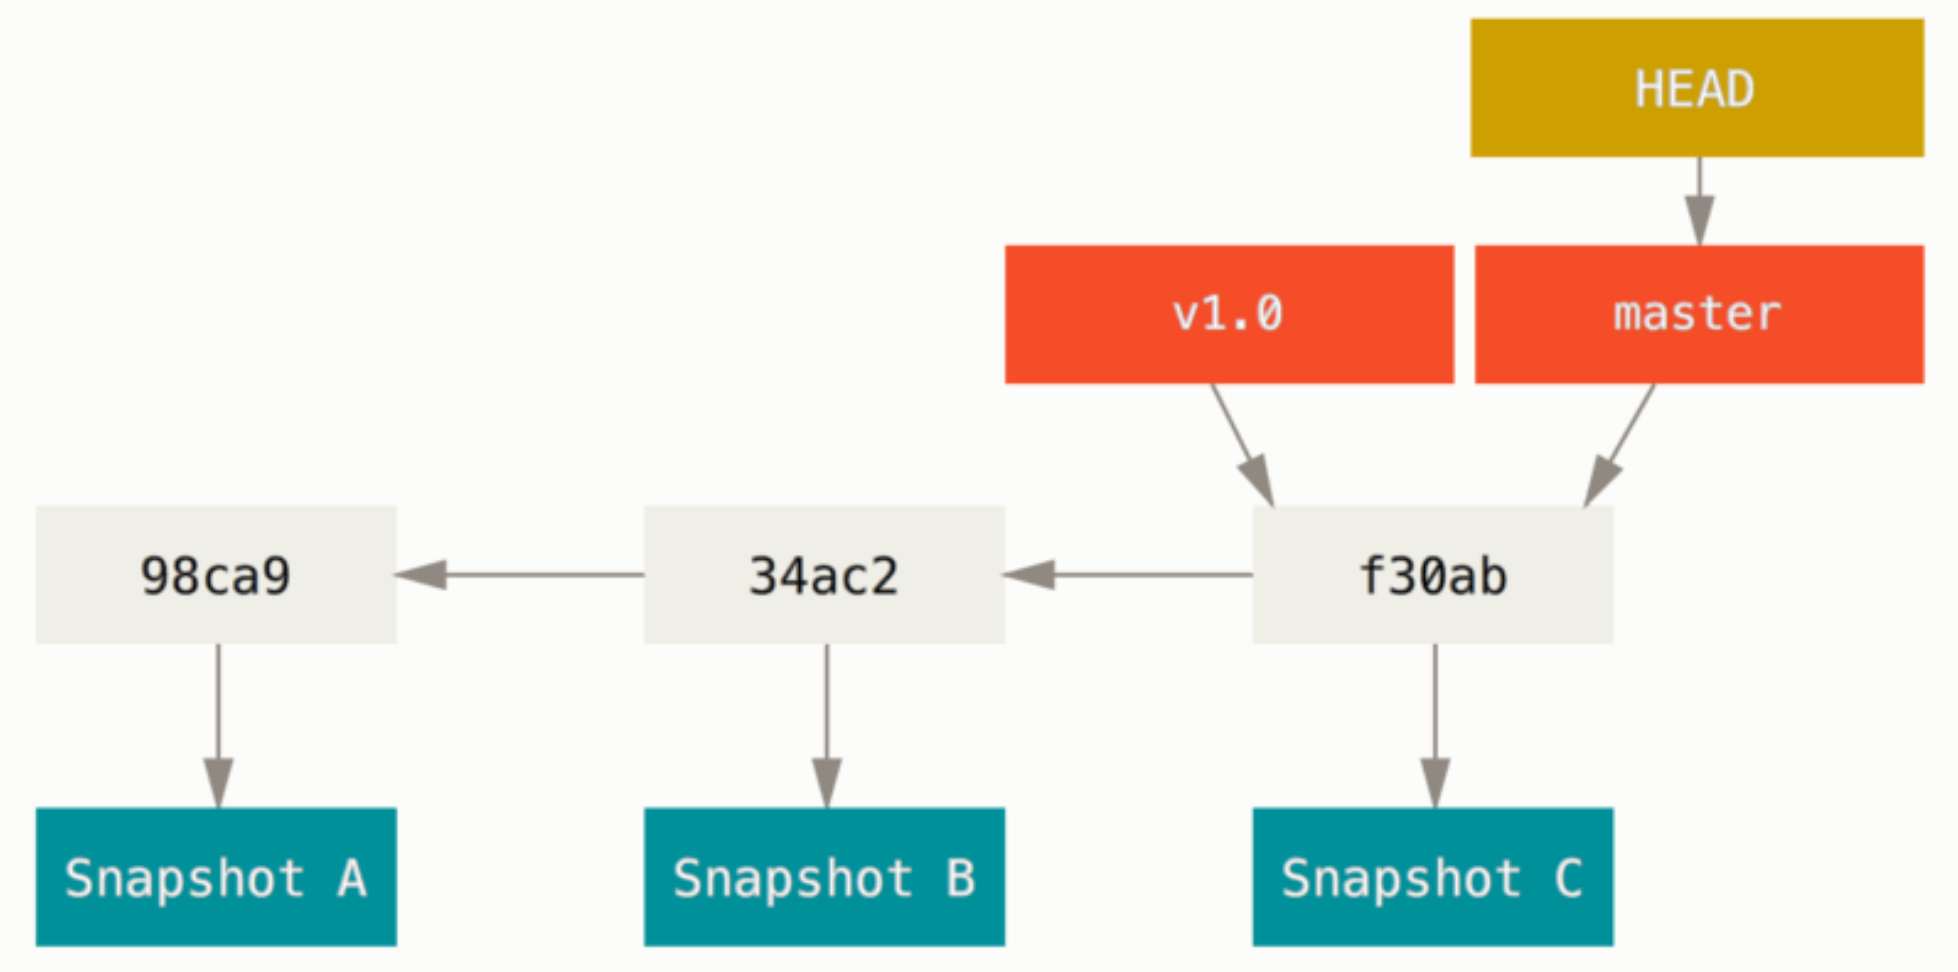 HEAD
v1.0
master
98ca9
34ac2
f30ab
Snapshot A
Snapshot B
Snapshot C